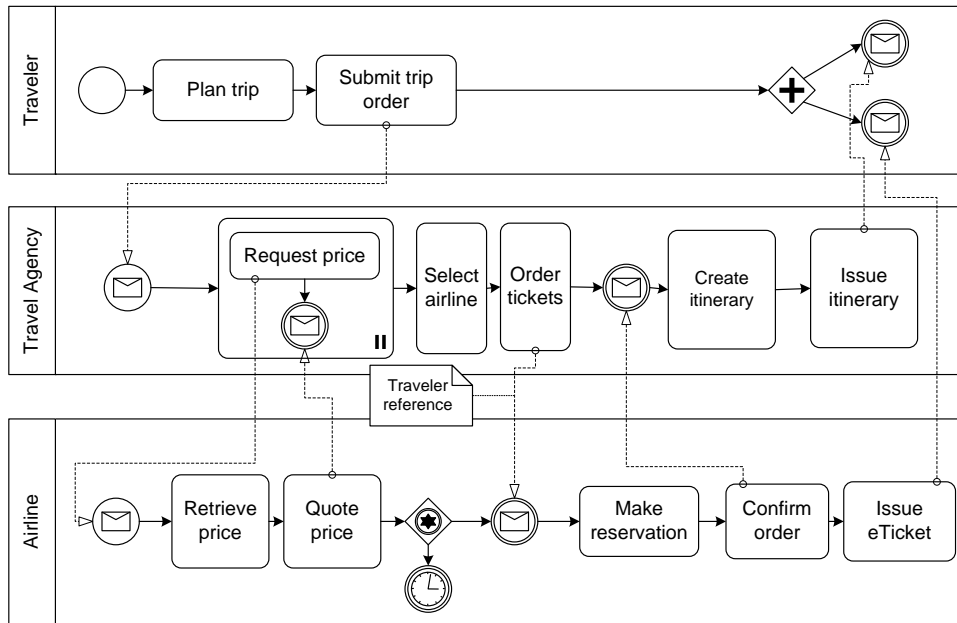 Traveler
Plan trip
Submit trip
order
Travel Agency
Request price
Select
airline
Order
tickets
Create
itinerary
Issue
itinerary
Traveler
reference
Airline
Retrieve
price
Quote
price
Make
reservation
Confirm
order
Issue
eTicket